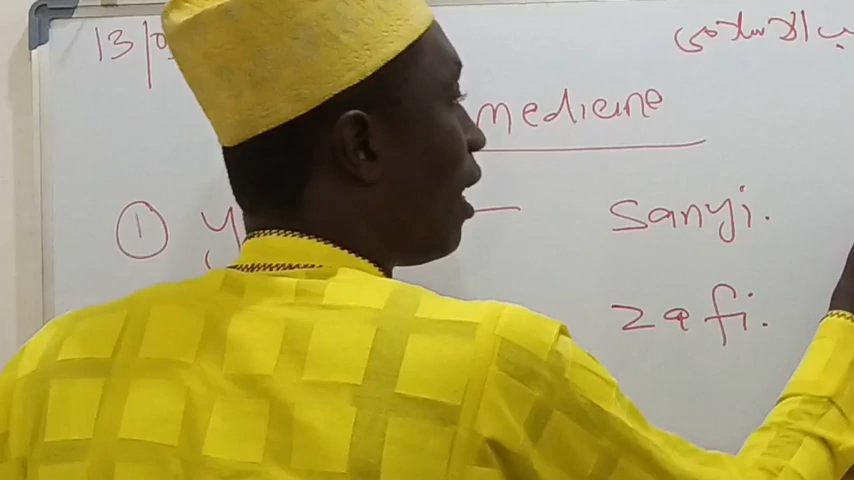 13/0
medicine
① y sanyi.
zafi.